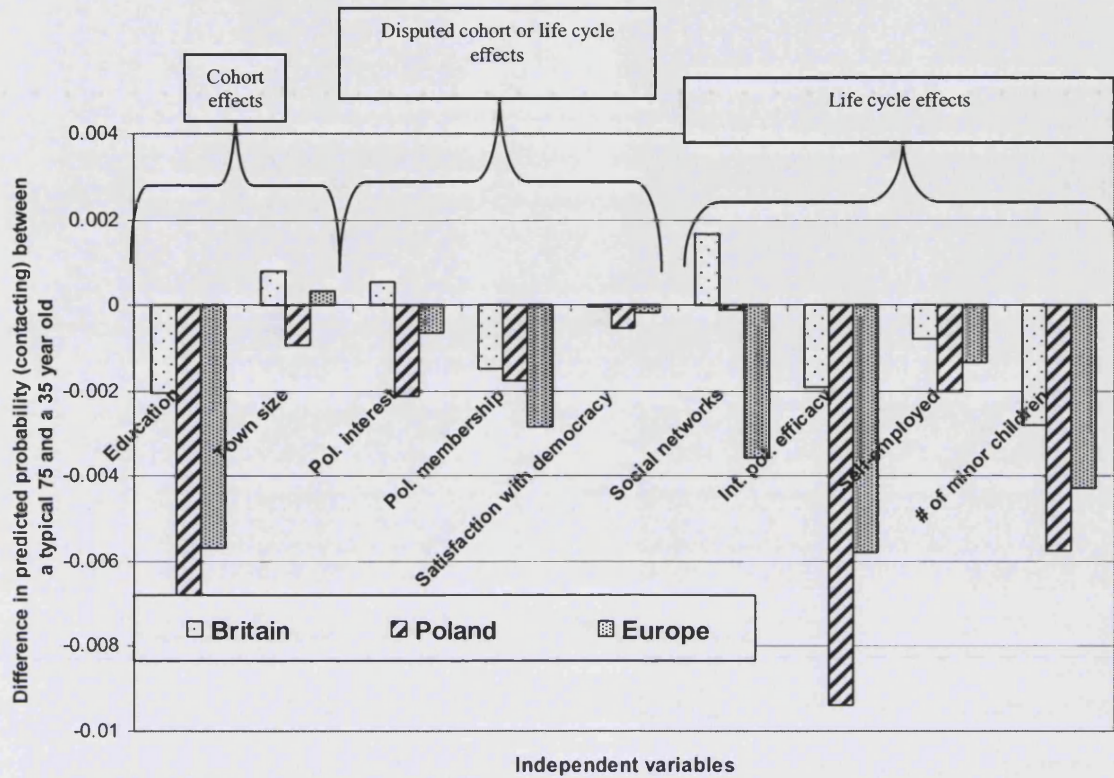 Disputed cohort or life cycle
effects
Cohort
effects
Life cycle effects
Difference in predicted probability (contacting) between
a typical 75 and a 35 year old
0.004
0.002
0
-0.002
-0.004
-0.006
-0.008
-0.01
Education
Town size
Pol. interest
Pol. membership
Satisfaction with democracy
Social networks
Int. pol. efficacy
Self-employed
# of minor children
Britain Poland Europe
Independent variables